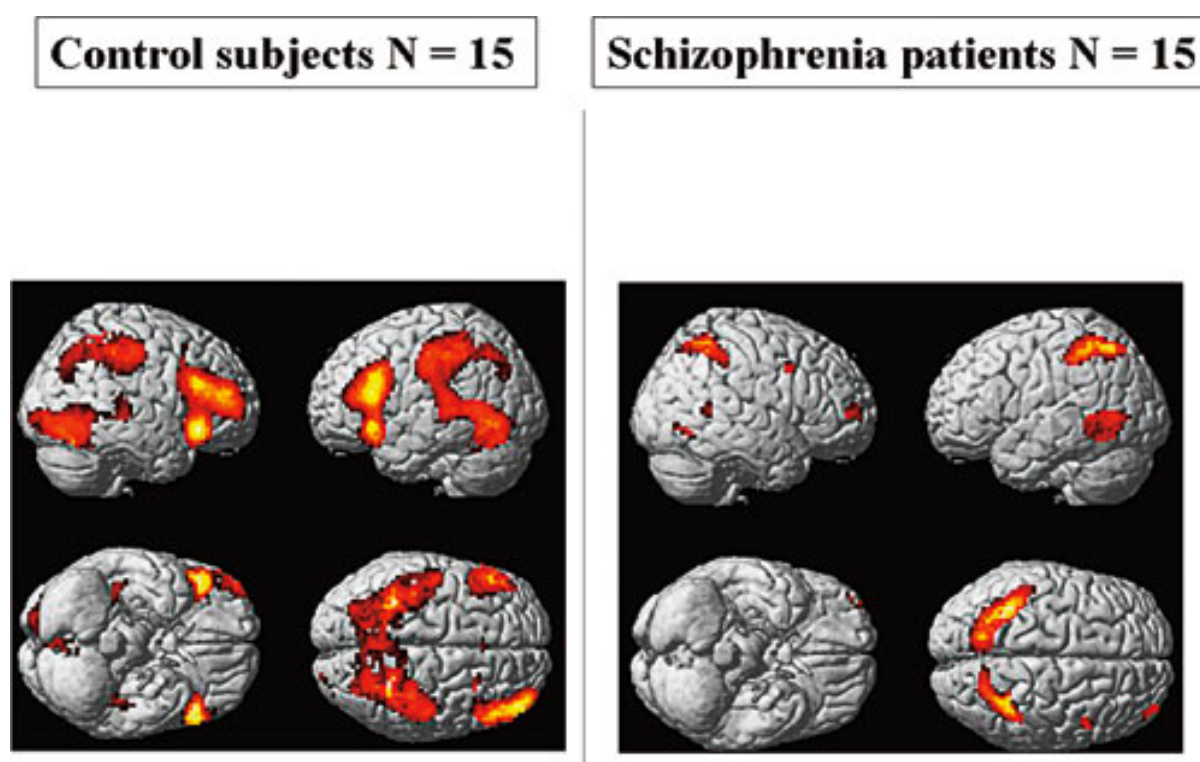 Control subjects N = 15
Schizophrenia patients N = 15